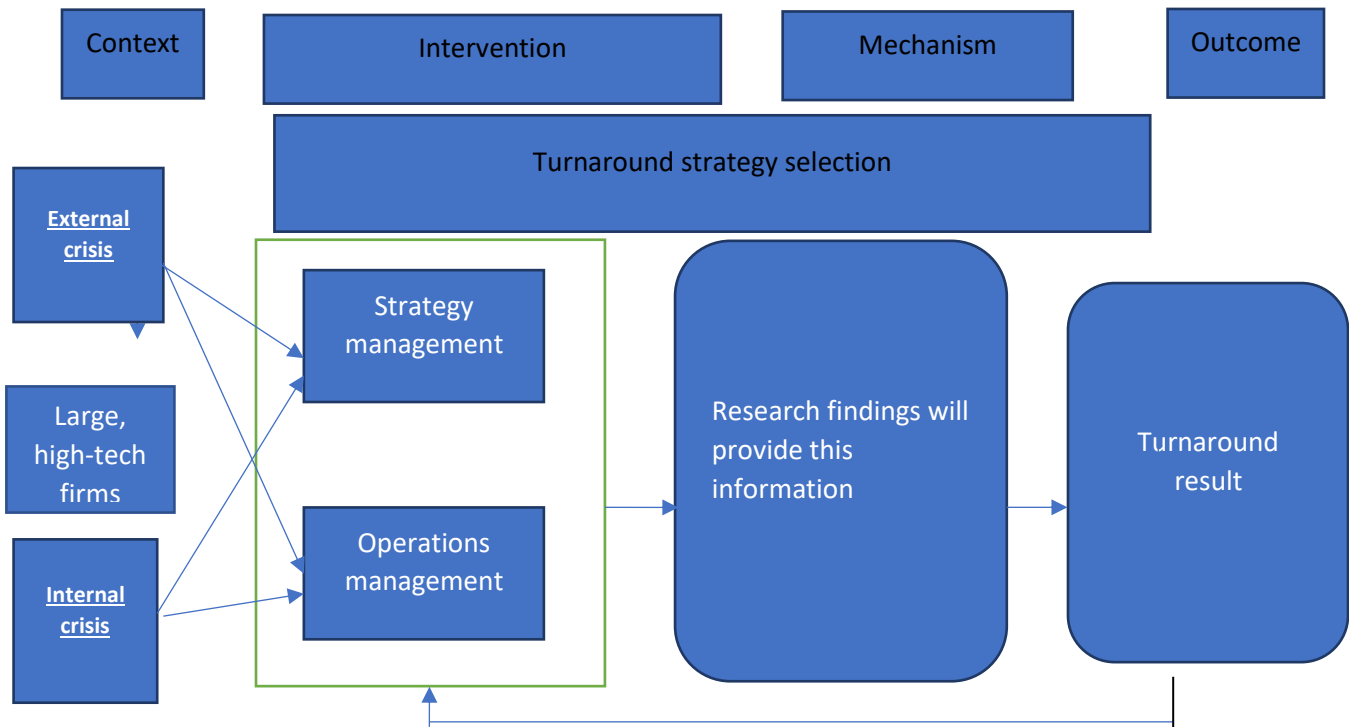 Context
Intervention
Mechanism
Outcome
Turnaround strategy selection
External
crisis
Strategy
management
Large,
high-tech
firms
Research findings will
provide this
information
Turnaround
result
Operations
management
Internal
crisis